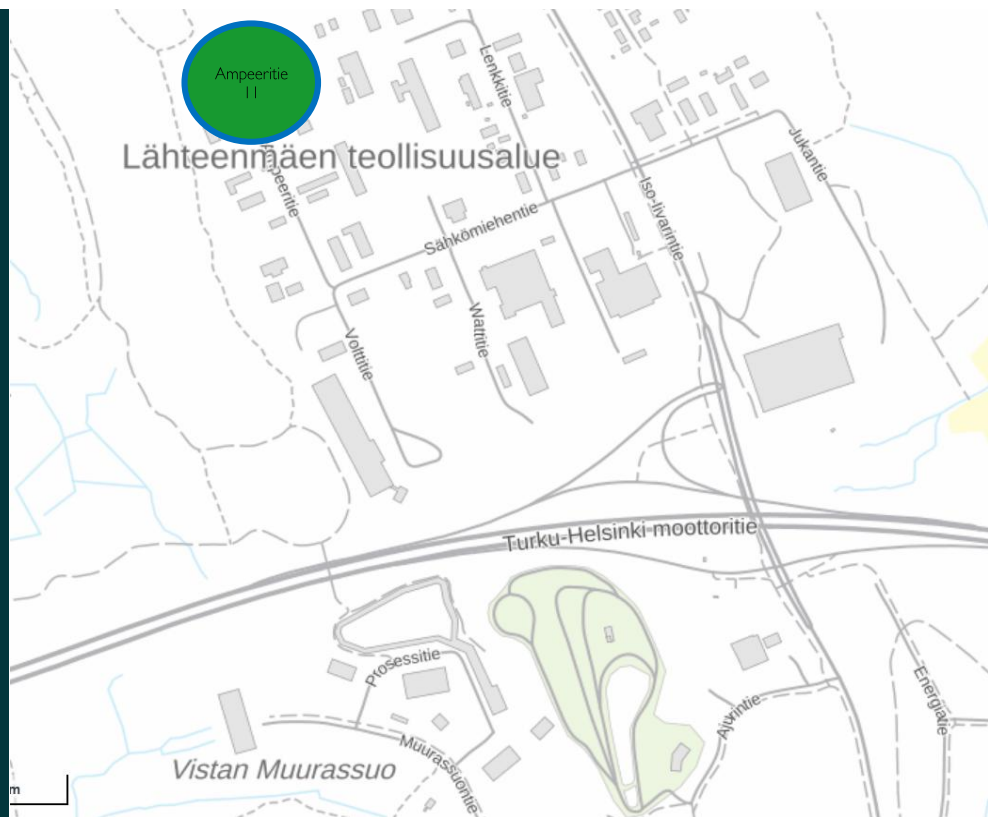 Ampeeritie
11
Lenkkitie
Lähteenmäen teollisuusalue
Jukantie
peeritie
Iso-Iivarintie
Sähkömiehentie
Wattitie
Volttitie
Turku-Helsinki moottoritie
Prosessitie
Energiatie
Ajurintie
Muurassuontie
Vistan Muurassuo
m